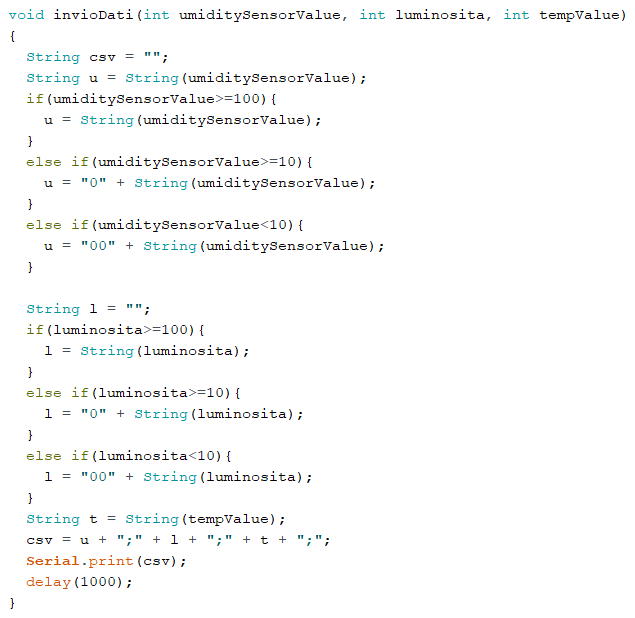 void invioDati(int umiditySensorValue, int luminosita, int tempValue)
{
  String csv = "";
  String u = String(umiditySensorValue);
  if(umiditySensorValue>=100){
    u = String(umiditySensorValue);
  }
  else if(umiditySensorValue>=10){
    u = "0" + String(umiditySensorValue);
  }
  else if(umiditySensorValue<10){
    u = "00" + String(umiditySensorValue);
  }

  String l = "";
  if(luminosita>=100){
    l = String(luminosita);
  }
  else if(luminosita>=10){
    l = "0" + String(luminosita);
  }
  else if(luminosita<10){
    l = "00" + String(luminosita);
  }
  String t = String(tempValue);
  csv = u + ";" + l + ";" + t + ";";
  Serial.print(csv);
  delay(1000);
}